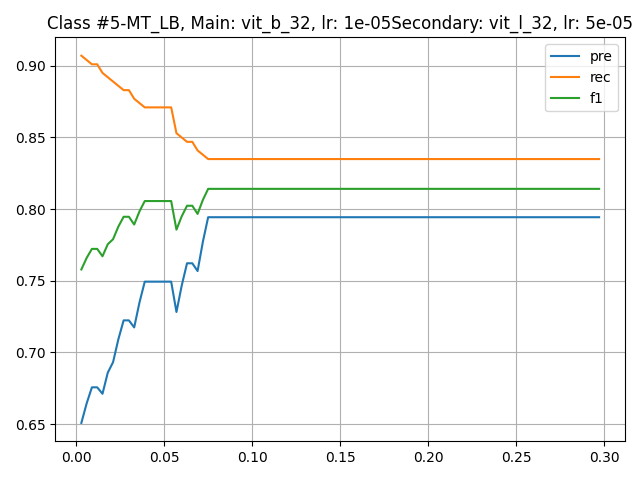 Class #5-MT_LB, Main: vit_b_32, lr: 1e-05Secondary: vit_l_32, lr: 5e-05
pre
rec
f1
0.90
0.85
0.80
0.75
0.70
0.65
0.00 0.05 0.10 0.15 0.20 0.25 0.30